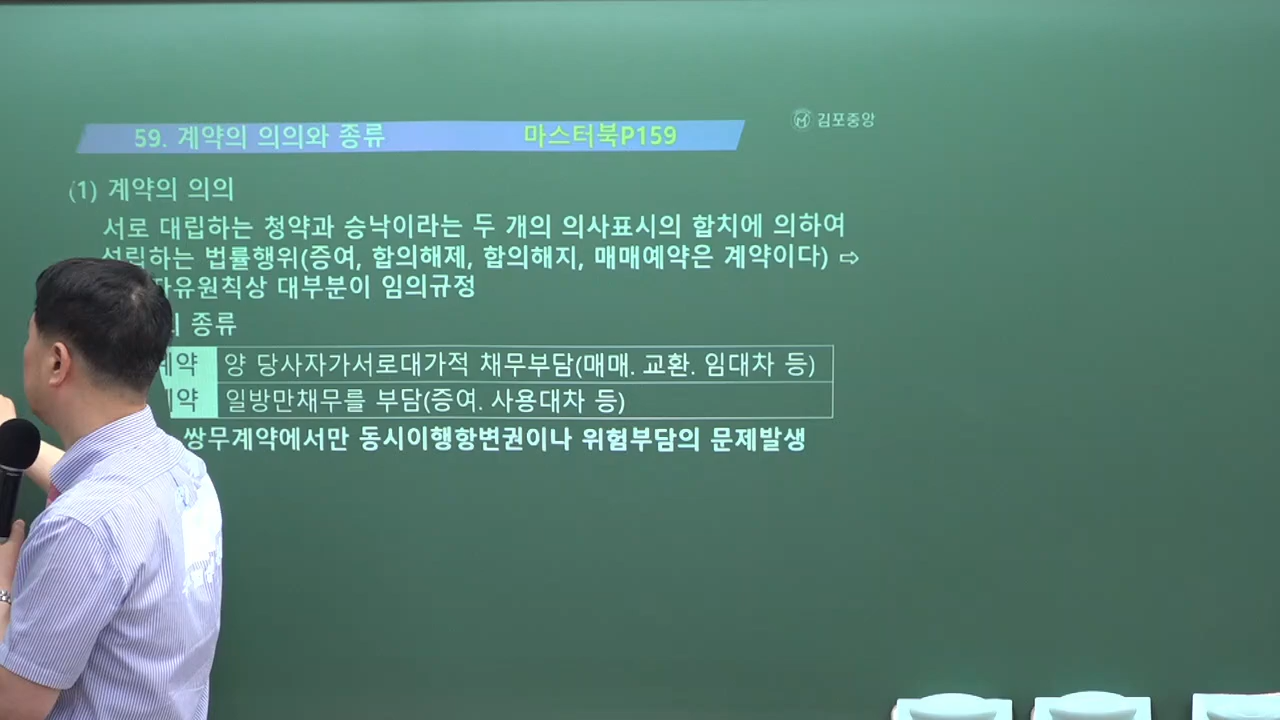 김포중앙
59. 계약의 의의와 종류 마스터북P159
(1) 계약의 의의
서로 대립하는 청약과 승낙이라는 두 개의 의사표시의 합치에 의하여
성립하는 법률행위(증여, 합의해제, 합의해지, 매매예약은 계약이다) ⇨
자유원칙상 대부분이 임의규정
종류
계약 양 당사자가서로대가적 채무부담(매매. 교환. 임대차 등)
계약 일방만채무를 부담(증여. 사용대차 등)
쌍무계약에서만 동시이행항변권이나 위험부담의 문제발생